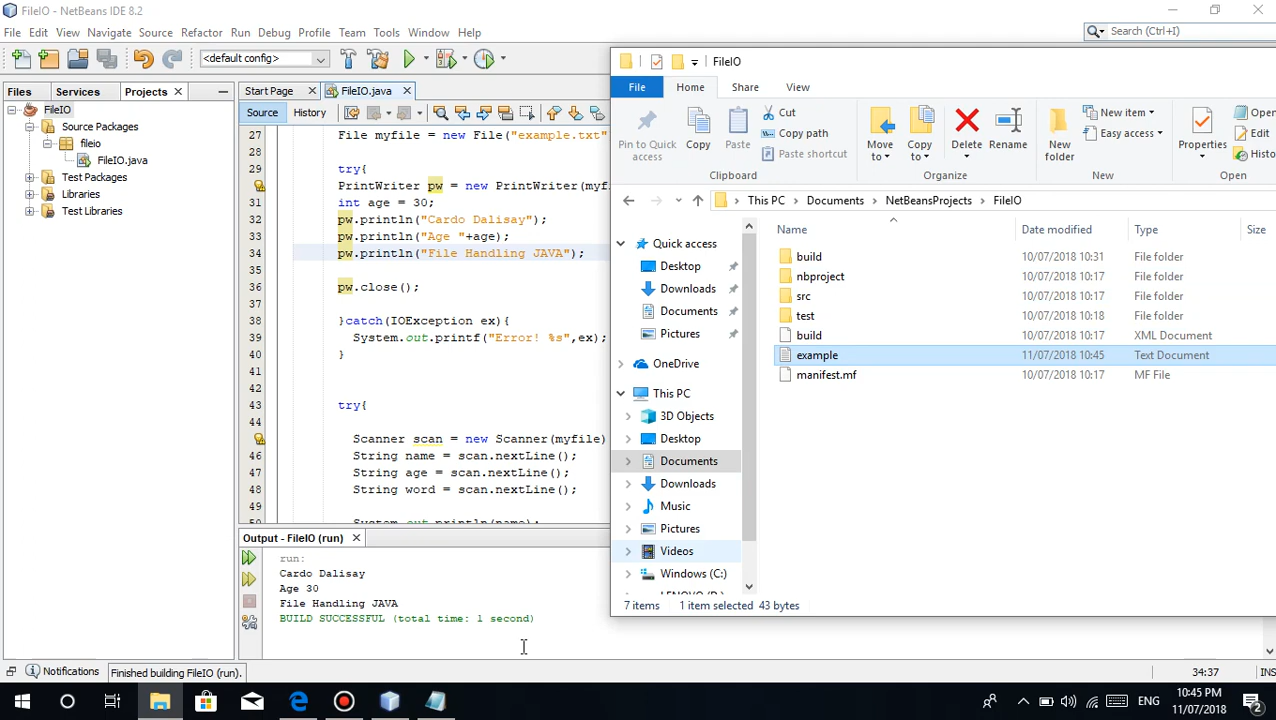 FileIO - NetBeans IDE 8.2
File Edit View Navigate Source Refactor Run Debug Profile Team Tools Window Help
Search (Ctrl+I)
<default config>
Files Services Projects
Start Page FileIO.java
Source History
FileIO
Source Packages
fileio
FileIO.java
Test Packages
Libraries
Test Libraries
27 File myfile = new File("example.txt"
28
29 try{
PrintWriter pw = new PrintWriter(myf
31 int age = 30;
32 pw.println("Cardo Dalisay");
33 pw.println("Age "+age);
34 pw.println("File Handling JAVA");
35
36 pw.close();
37
38 }catch(IOException ex){
39 System.out.printf("Error! %s",ex);
40 }
41
42
43 try{
44
Scanner scan = new Scanner(myfile)
46 String name = scan.nextLine();
47 String age = scan.nextLine();
48 String word = scan.nextLine();
49
50 System.out.println(name);
Output - FileIO (run)
run:
Cardo Dalisay
Age 30
File Handling JAVA
BUILD SUCCESSFUL (total time: 1 second)
Notifications Finished building FileIO (run).
34:37 INS
FileIO
File Home Share View
Pin to Quick access
Copy
Paste
Cut
Copy path
Paste shortcut
Clipboard
Move to
Copy to
Delete
Rename
Organize
New folder
New item
Easy access
New
Properties
Open
Edit
Histo
Open
This PC Documents NetBeansProjects FileIO
Quick access
Desktop
Downloads
Documents
Pictures
OneDrive
This PC
3D Objects
Desktop
Documents
Downloads
Music
Pictures
Videos
Windows (C:)
Name Date modified Type Size
build 10/07/2018 10:31 File folder
nbproject 10/07/2018 10:17 File folder
src 10/07/2018 10:17 File folder
test 10/07/2018 10:17 File folder
build 10/07/2018 10:17 XML Document
example 11/07/2018 10:45 Text Document
manifest.mf 10/07/2018 10:17 MF File
7 items 1 item selected 43 bytes
ENG
10:45 PM
11/07/2018
2